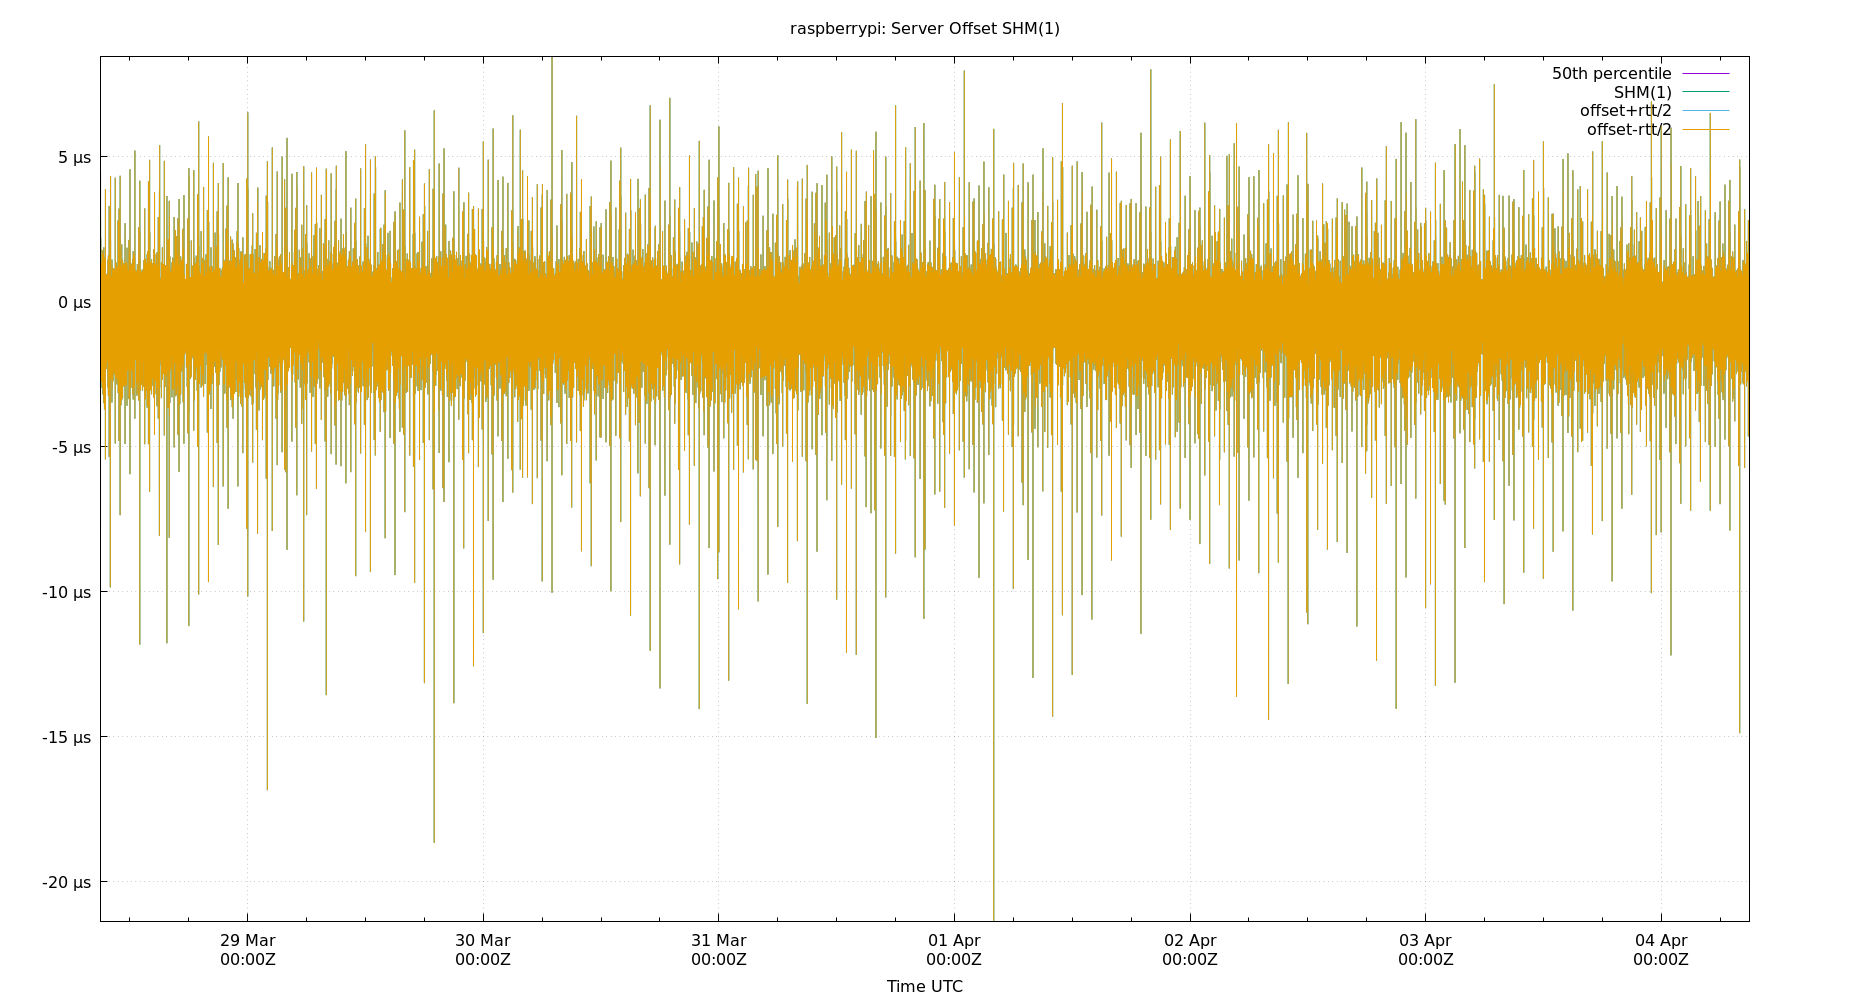 raspberrypi: Server Offset SHM(1)
50th percentile
SHM(1)
offset+rtt/2
offset-rtt/2
5 µs
0 µs
-5 µs
-10 µs
-15 µs
-20 µs
29 Mar 30 Mar 31 Mar 01 Apr 02 Apr 03 Apr 04 Apr
00:00Z 00:00Z 00:00Z 00:00Z 00:00Z 00:00Z 00:00Z
Time UTC